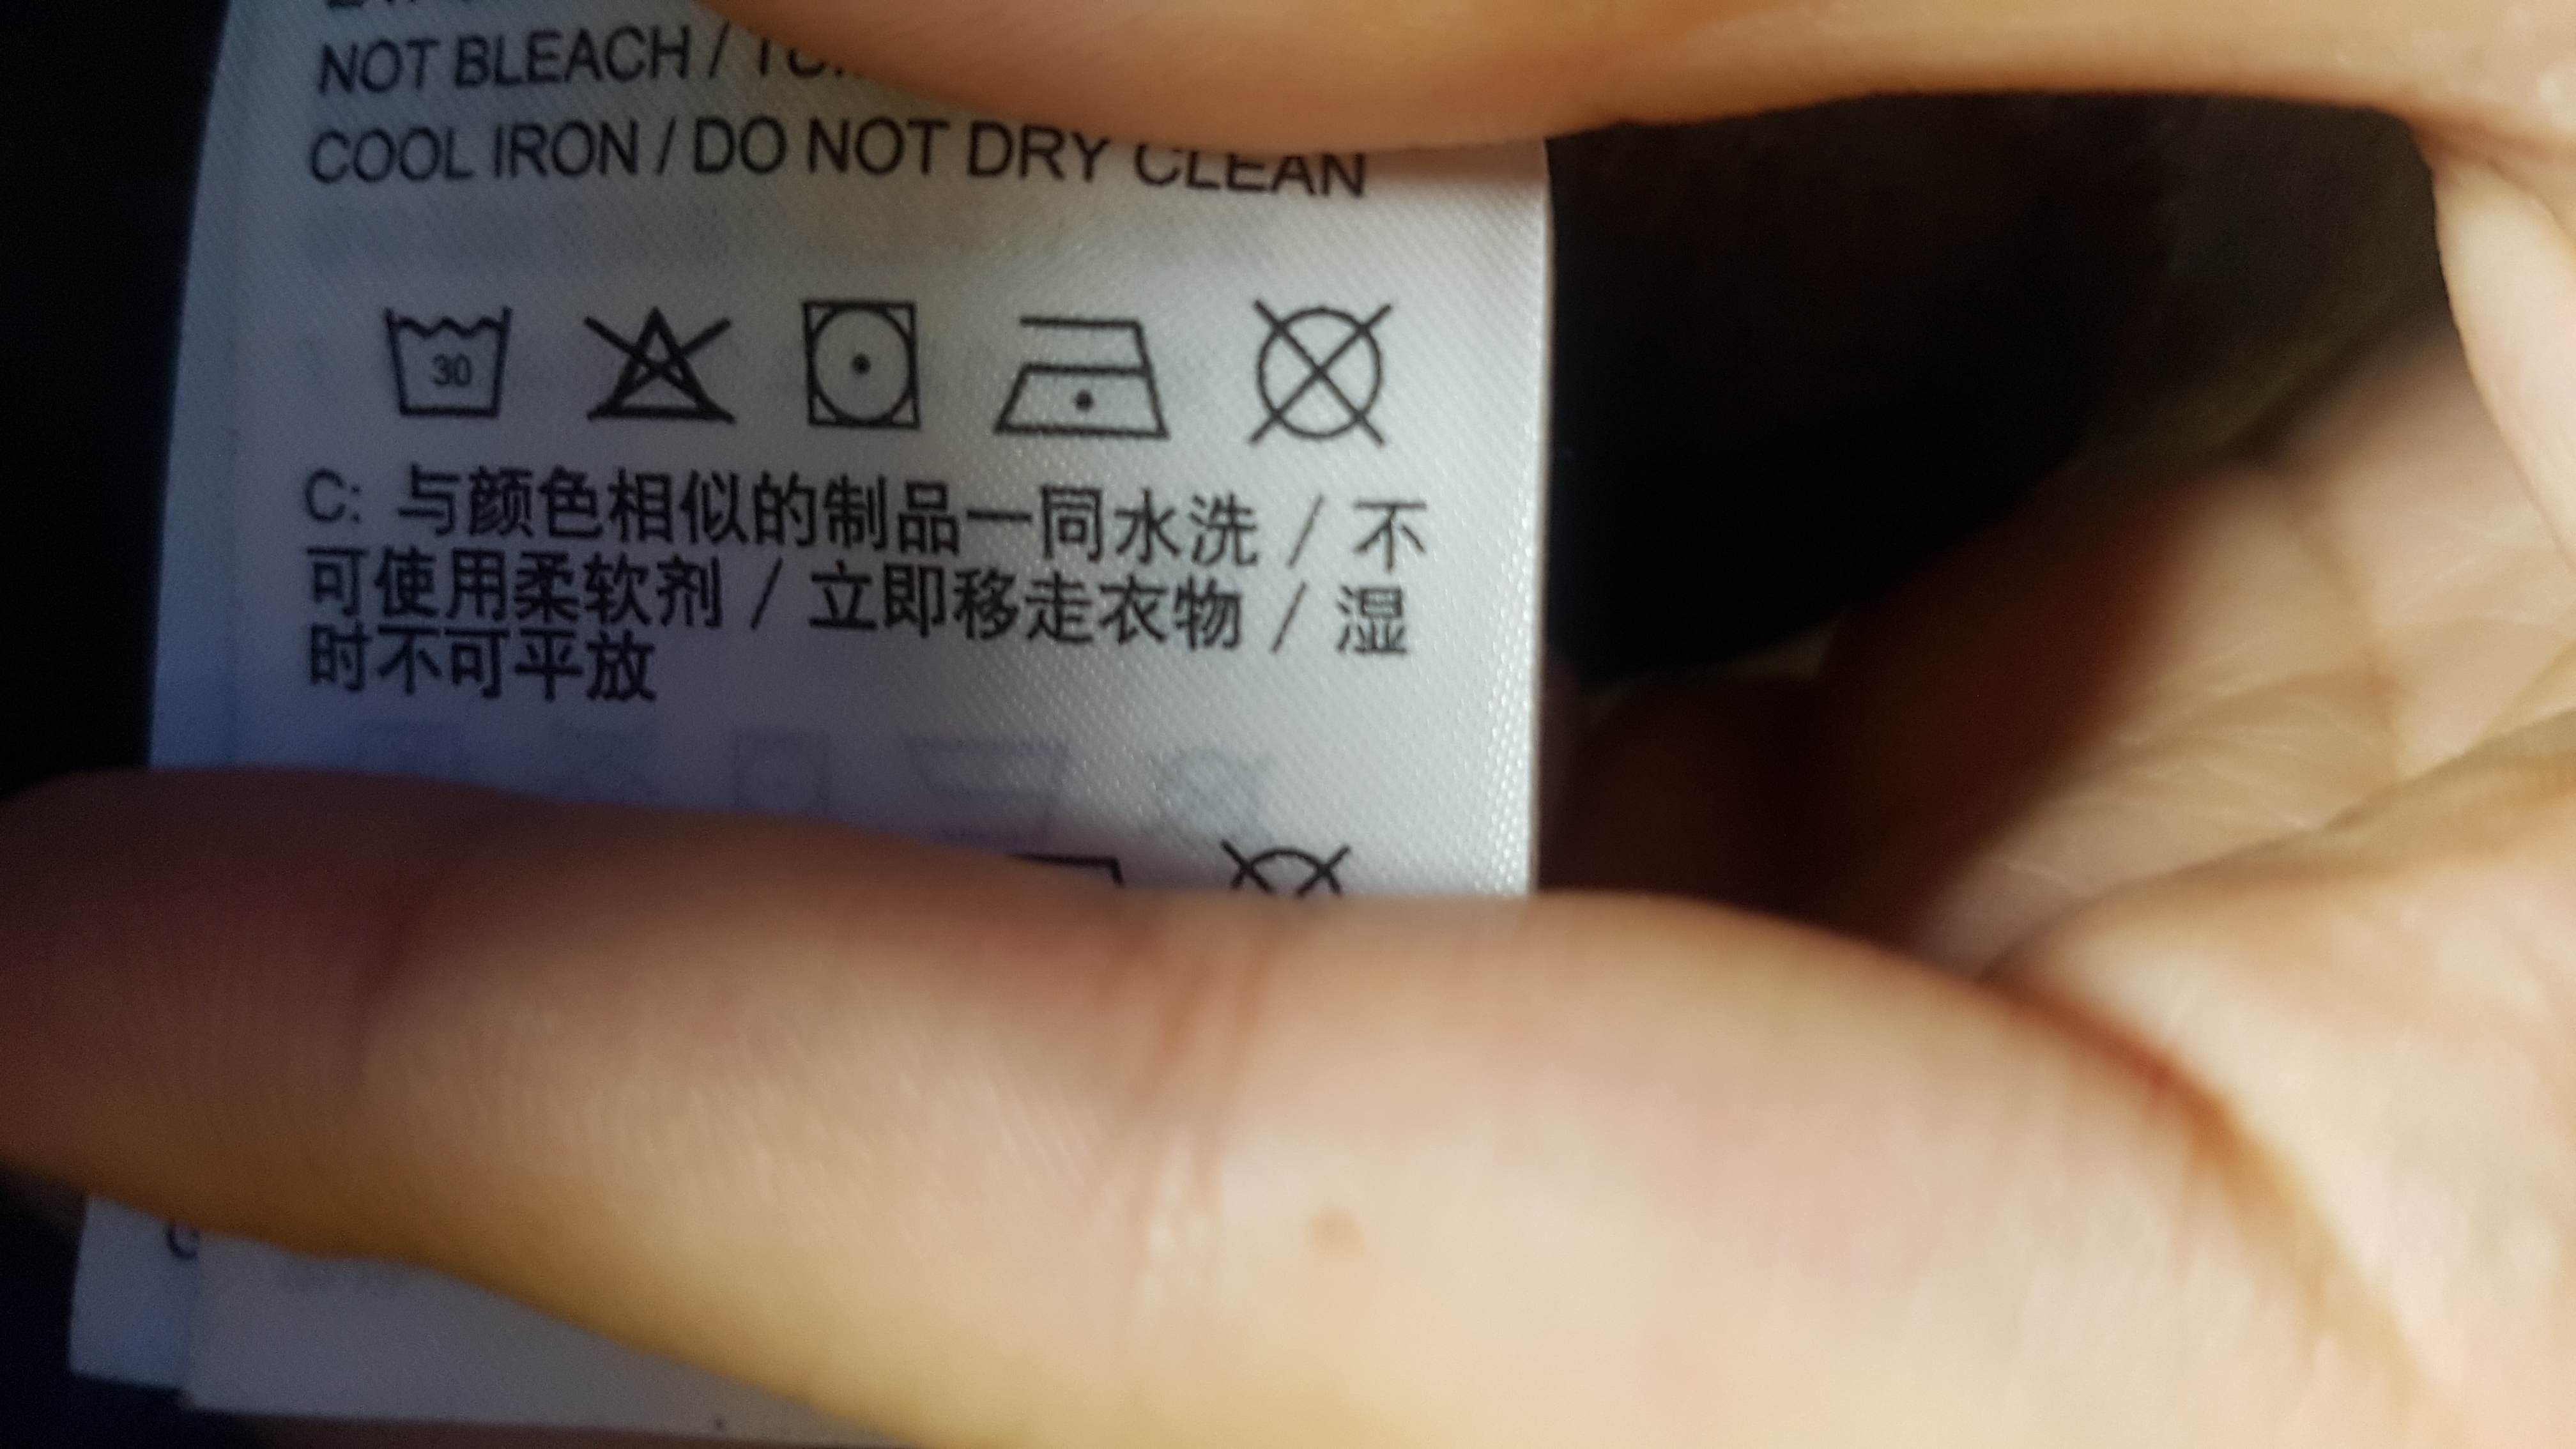 NOT BLEACH /
COOL IRON / DO NOT DRY CLEAN
30
C: 与颜色相似的制品一同水洗 / 不
可使用柔软剂 / 立即移走衣物 / 湿
时不可平放